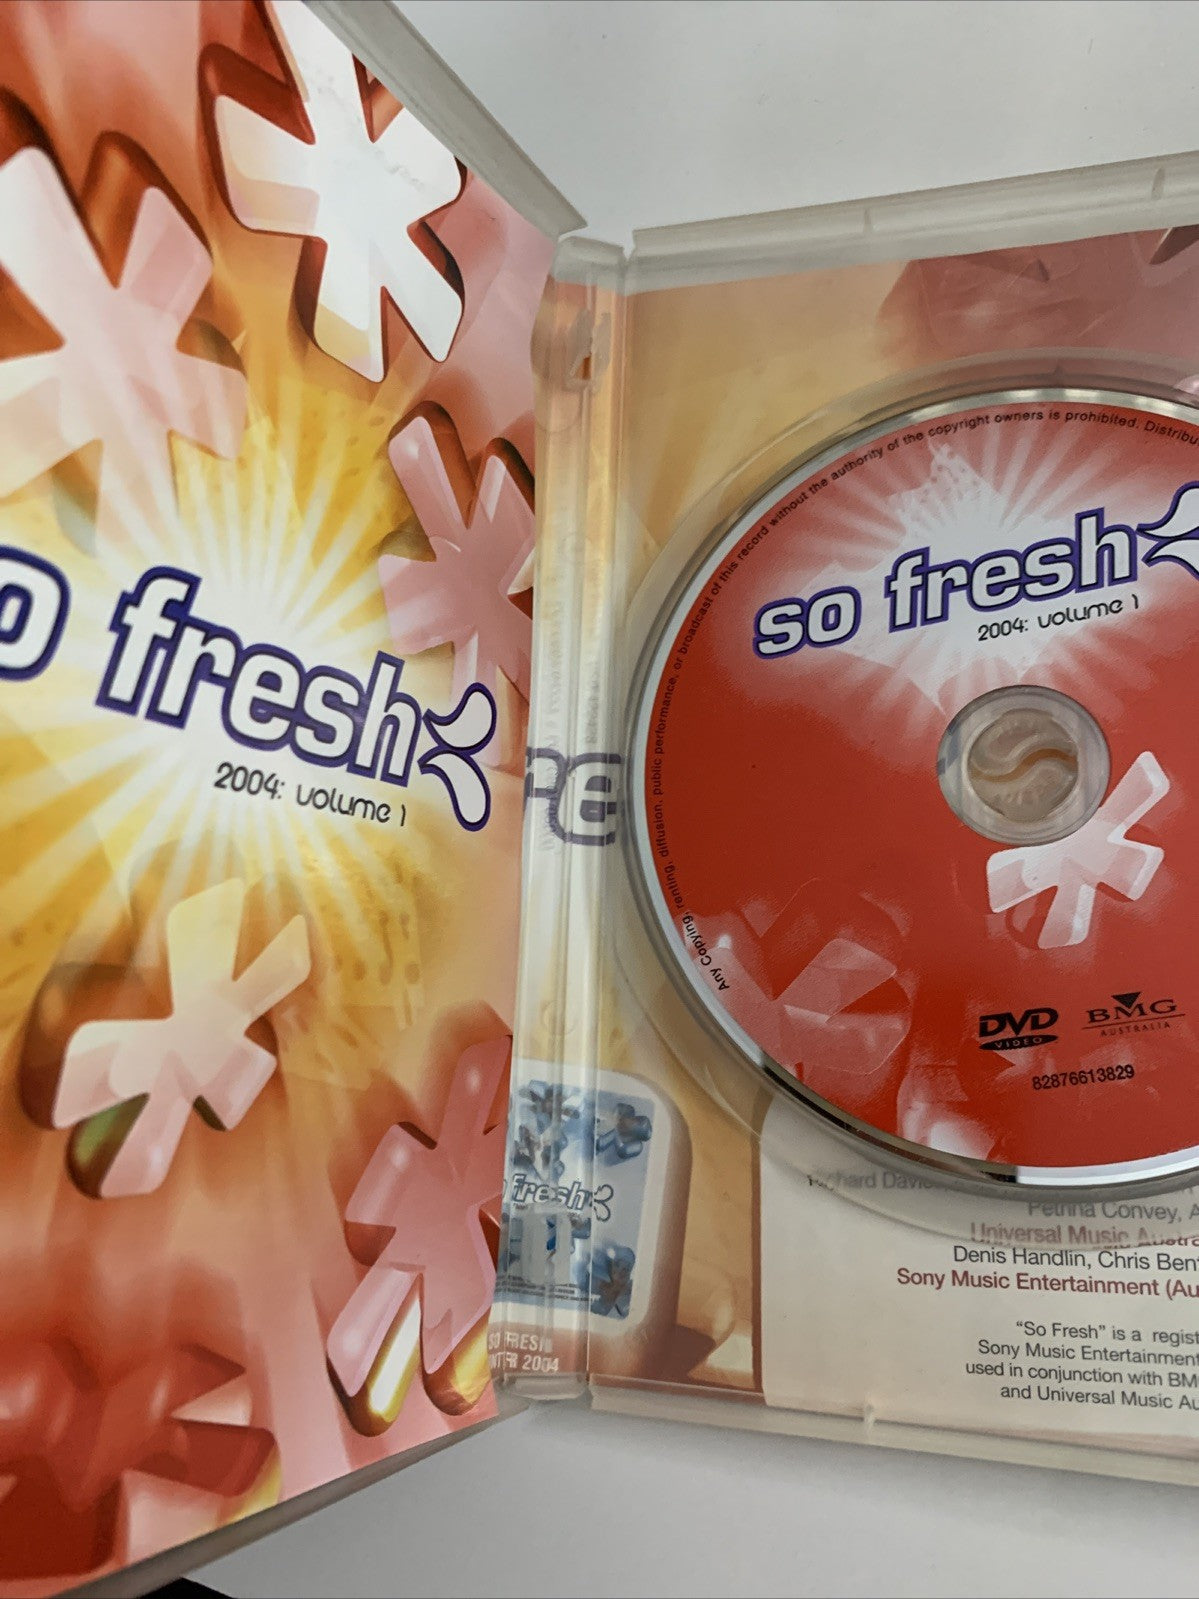 so fresh
2004: volume 1
Any Copying, renting, diffusion, public performance, or broadcast of this record without the authority of the copyright owners is prohibited. Distribu
so fresh
2004: volume 1
DVD
VIDEO
BMG
AUSTRALIA
82876613829
re
fresh
SO FRESH
2004
Petrina Convey, A
Universal Music Austra
Denis Handlin, Chris Ben
Sony Music Entertainment (Au
"So Fresh" is a regist
Sony Music Entertainment
used in conjunction with BM
and Universal Music Au